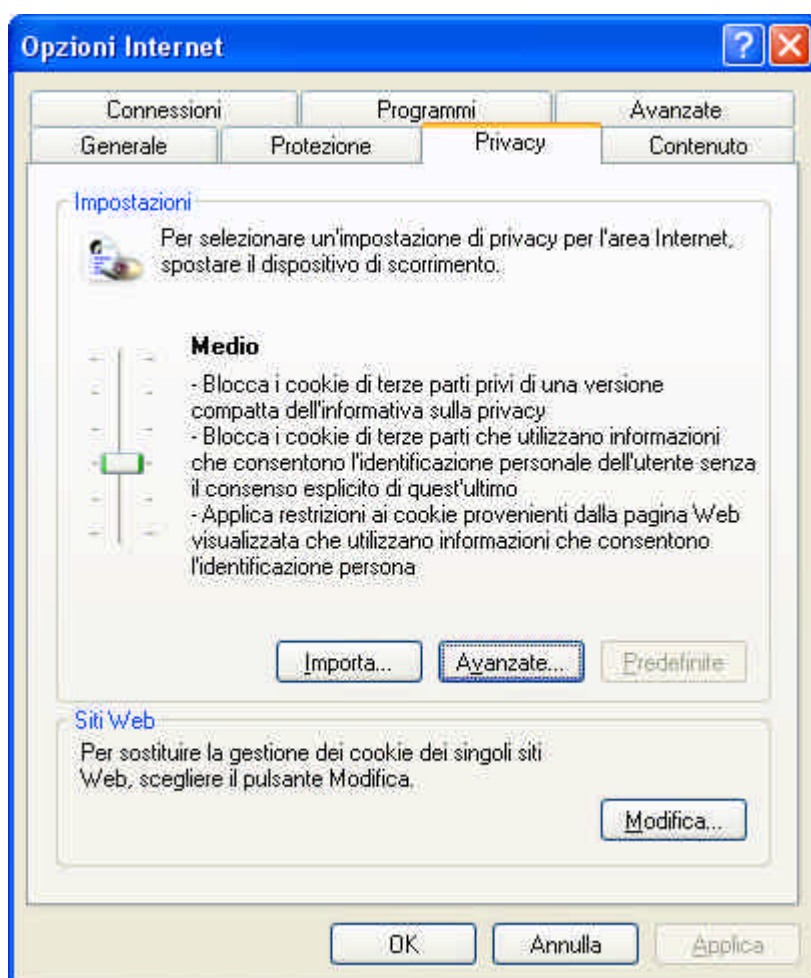 Opzioni Internet
Connessioni Programmi Avanzate
Generale Protezione Privacy Contenuto
Impostazioni
Per selezionare un'impostazione di privacy per l'area Internet,
spostare il dispositivo di scorrimento.
Medio
- Blocca i cookie di terze parti privi di una versione
compatta dell'informativa sulla privacy
- Blocca i cookie di terze parti che utilizzano informazioni
che consentono l'identificazione personale dell'utente senza
il consenso esplicito di quest'ultimo
- Applica restrizioni ai cookie provenienti dalla pagina Web
visualizzata che utilizzano informazioni che consentono
l'identificazione persona
Importa... Avanzate... Predefinite
Siti Web
Per sostituire la gestione dei cookie dei singoli siti
Web, scegliere il pulsante Modifica.
Modifica...
OK Annulla Applica